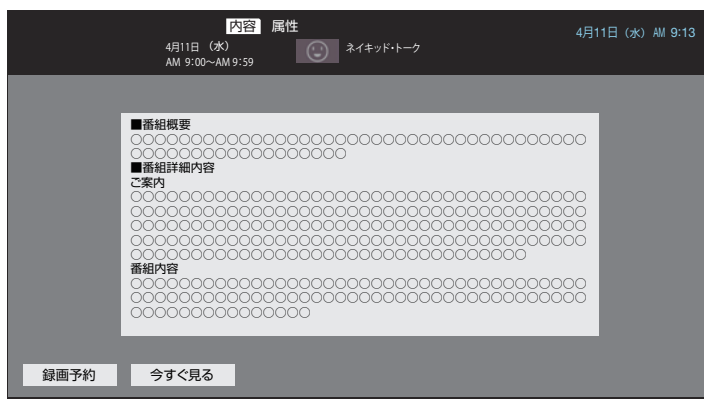 内容 属性
4月11日（水） ネイキッド・トーク
AM 9:00～AM 9:59
4月11日（水）AM 9:13
■番組概要
○○○○○○○○○○○○○○○○○○○○○○○○○○○○○○○○○○○○○○
○○○○○○○○○○○○○○○○○○
■番組詳細内容
ご案内
○○○○○○○○○○○○○○○○○○○○○○○○○○○○○○○○○○○○○○
○○○○○○○○○○○○○○○○○○○○○○○○○○○○○○○○○○○○○○
○○○○○○○○○○○○○○○○○○○○○○○○○○○○○○○○○○○○○○
○○○○○○○○○○○○○○○○○○○○○○○○○○○○○○○○○○○○○○
○○○○○○○○○○○○○○○○○○○○○○○○○○○○○○○○○
番組内容
○○○○○○○○○○○○○○○○○○○○○○○○○○○○○○○○○○○○○○
○○○○○○○○○○○○○○○○○○○○○○○○○○○○○○○○○○○○○○
○○○○○○○○○○○○○○○
録画予約 今すぐ見る